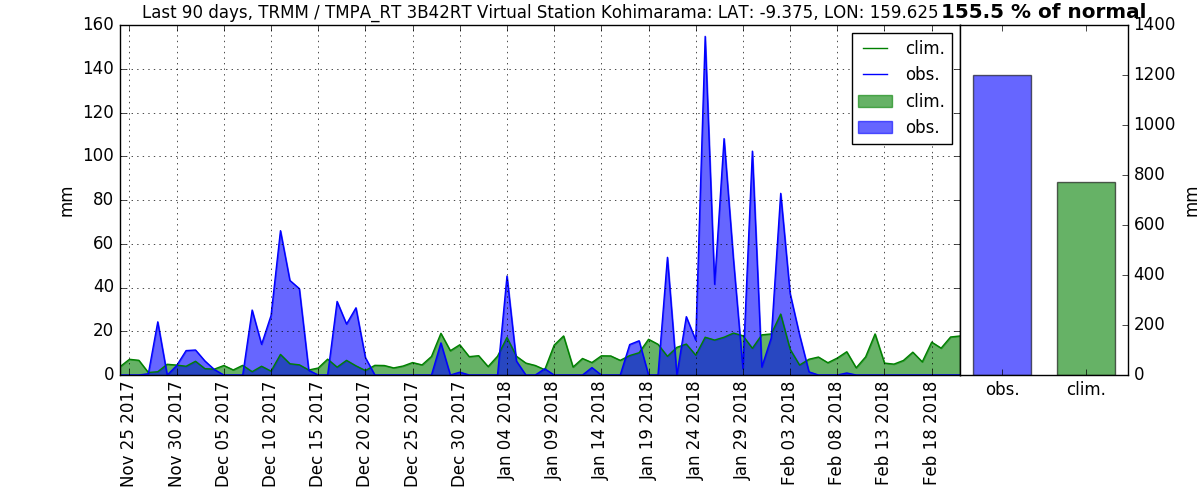 Last 90 days, TRMM / TMPA_RT 3B42RT Virtual Station Kohimarama: LAT: -9.375, LON: 159.625
155.5 % of normal
mm
160
140
120
100
80
60
40
20
0
clim.
obs.
clim.
obs.
Nov 25 2017
Nov 30 2017
Dec 05 2017
Dec 10 2017
Dec 15 2017
Dec 20 2017
Dec 25 2017
Dec 30 2017
Jan 04 2018
Jan 09 2018
Jan 14 2018
Jan 19 2018
Jan 24 2018
Jan 29 2018
Feb 03 2018
Feb 08 2018
Feb 13 2018
Feb 18 2018
1400
1200
1000
800
600
400
200
0
mm
obs.
clim.